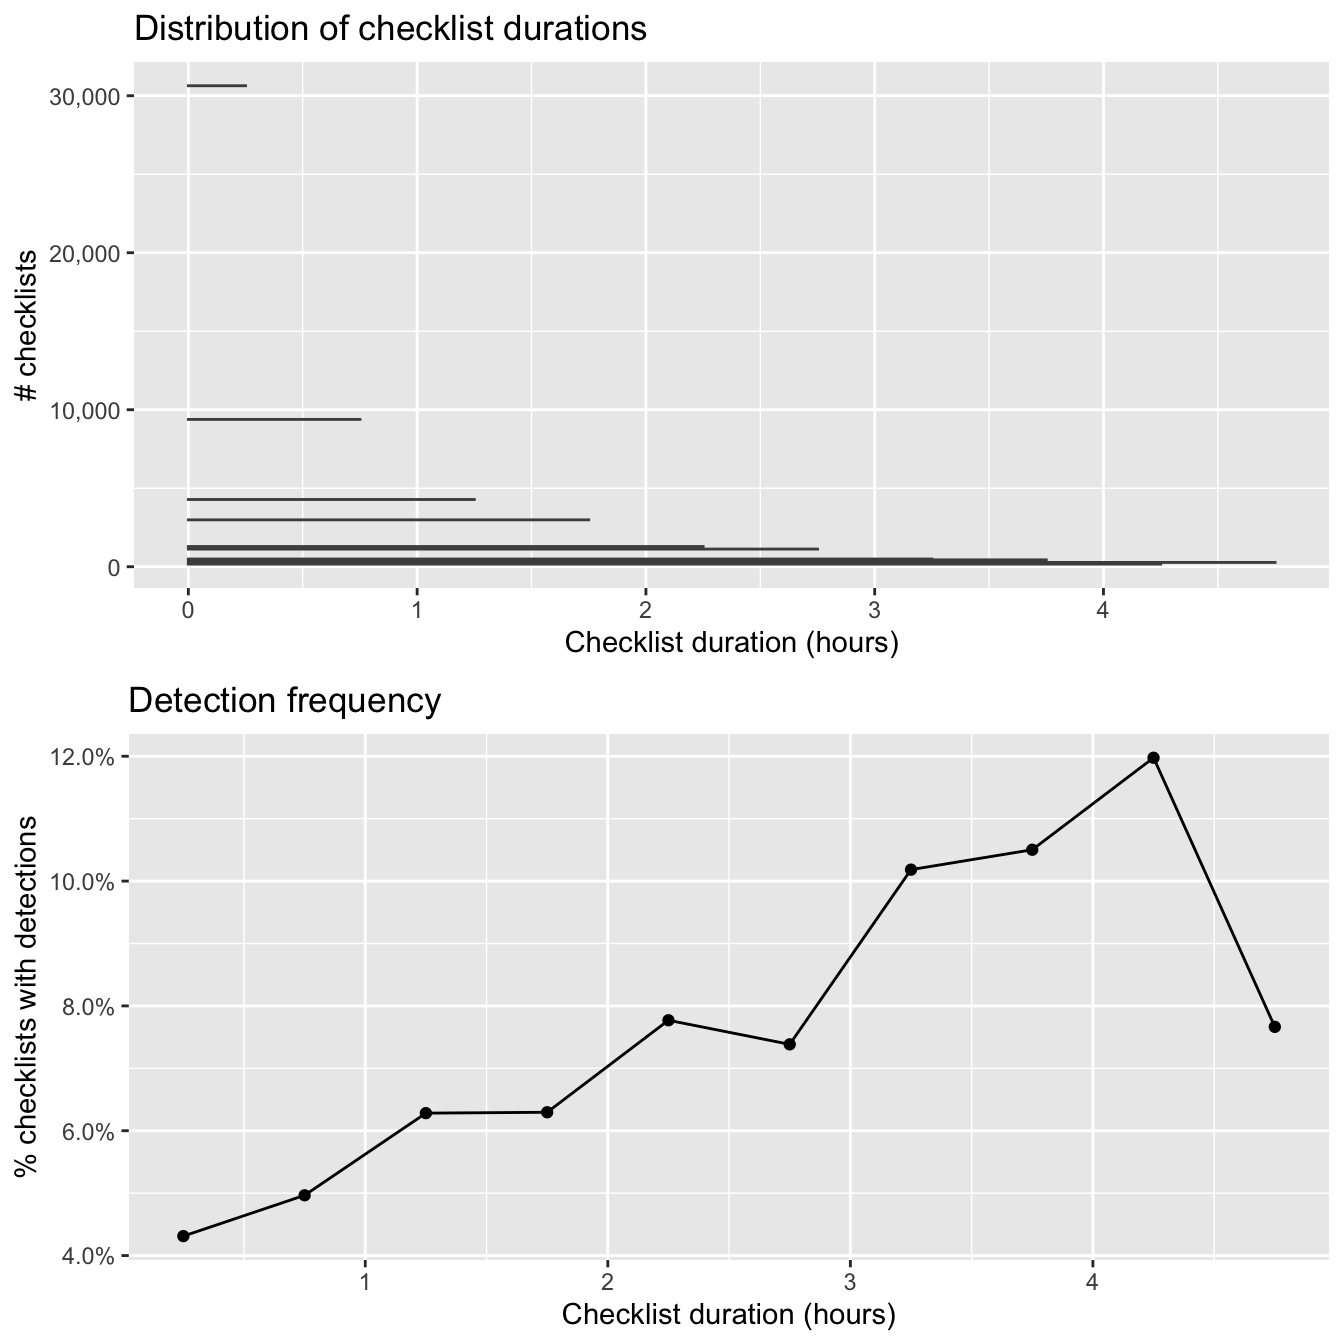 Distribution of checklist durations
# checklists
30,000
20,000
10,000
0
0 1 2 3 4
Checklist duration (hours)
Detection frequency
% checklists with detections
12.0%
10.0%
8.0%
6.0%
4.0%
1 2 3 4
Checklist duration (hours)